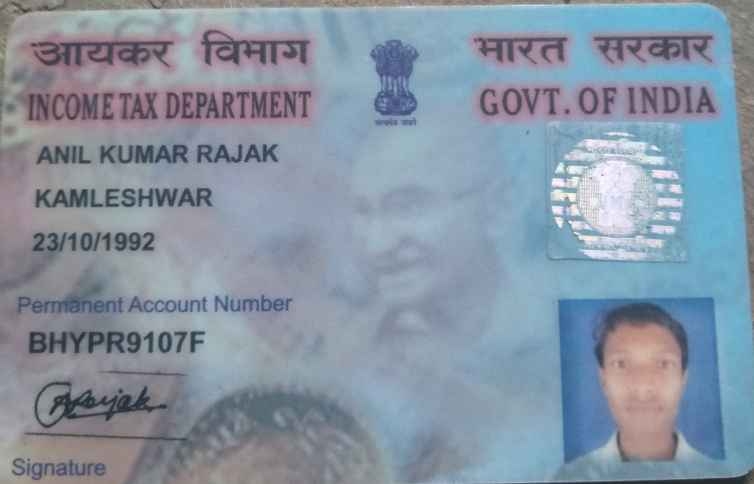 आयकर विभाग
भारत सरकार
INCOME TAX DEPARTMENT
GOVT. OF INDIA
सत्यमेव जयते
ANIL KUMAR RAJAK
KAMLESHWAR
23/10/1992
Permanent Account Number
BHYPR9107F
Signature